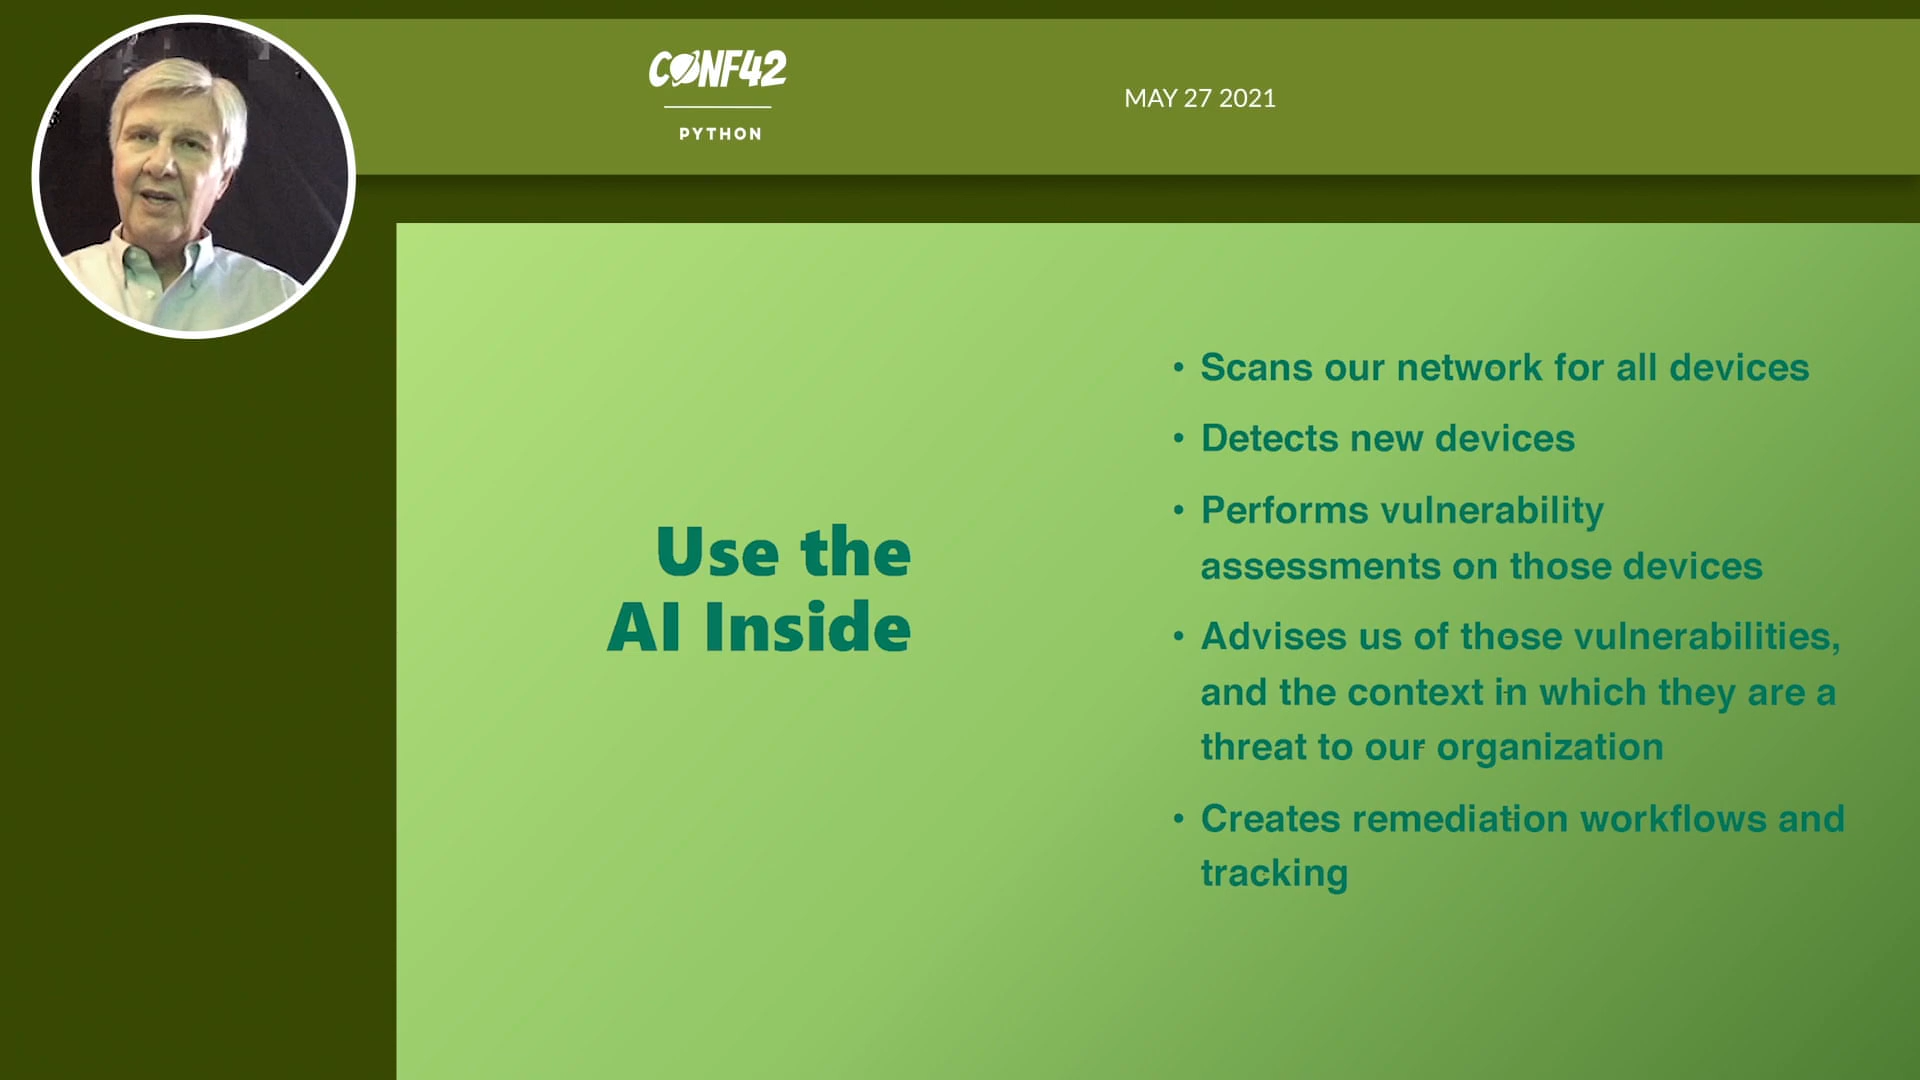 CONF42
PYTHON
MAY 27 2021
Use the
AI Inside
• Scans our network for all devices
• Detects new devices
• Performs vulnerability
assessments on those devices
• Advises us of those vulnerabilities,
and the context in which they are a
threat to our organization
• Creates remediation workflows and
tracking